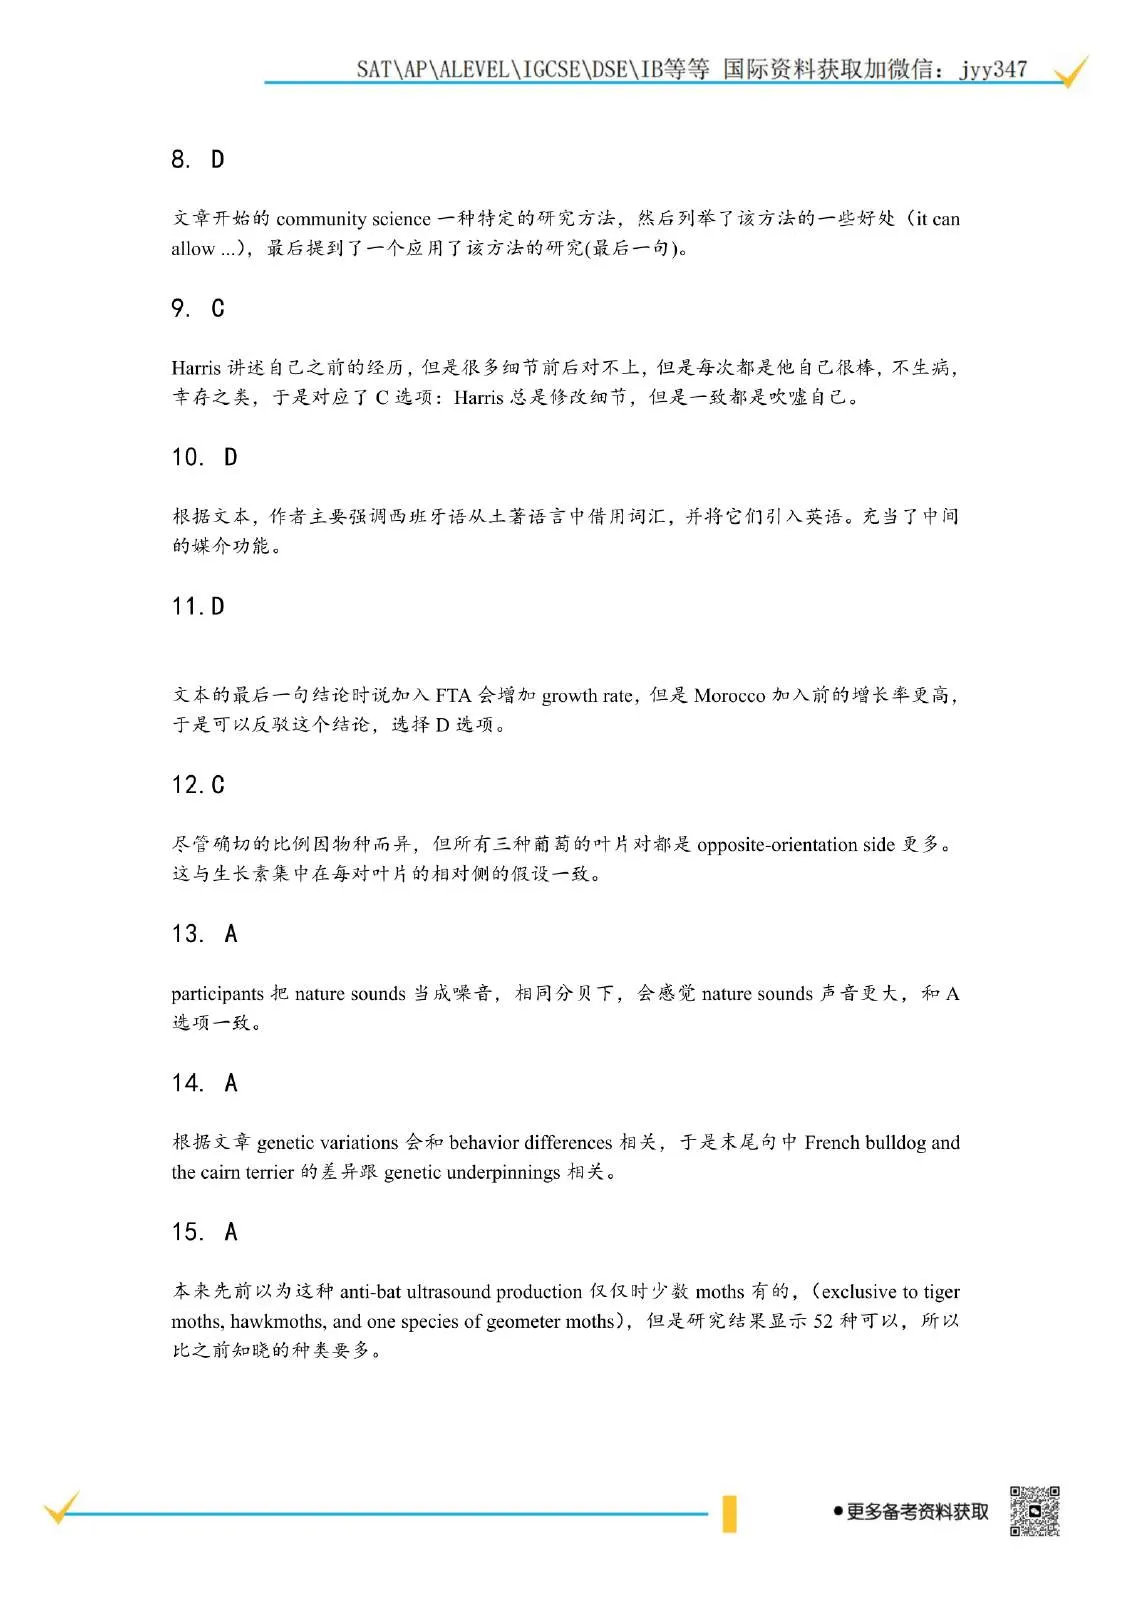 SAT\AP\ALEVEL\IGCSE\DSE\IB等等 国际资料获取加微信：jyy347
8. D
文章开始的 community science 一种特定的研究方法，然后列举了该方法的一些好处（it can
allow ...），最后提到了一个应用了该方法的研究(最后一句)。
9. C
Harris 讲述自己之前的经历，但是很多细节前后对不上，但是每次都是他自己很棒，不生病，
幸存之类，于是对应了 C 选项：Harris 总是修改细节，但是一致都是吹嘘自己。
10. D
根据文本，作者主要强调西班牙语从土著语言中借用词汇，并将它们引入英语。充当了中间
的媒介功能。
11.D
文本的最后一句结论时说加入 FTA 会增加 growth rate，但是 Morocco 加入前的增长率更高，
于是可以反驳这个结论，选择 D 选项。
12.C
尽管确切的比例因物种而异，但所有三种葡萄的叶片对都是 opposite-orientation side 更多。
这与生长素集中在每对叶片的相对侧的假设一致。
13. A
participants 把 nature sounds 当成噪音，相同分贝下，会感觉 nature sounds 声音更大，和 A
选项一致。
14. A
根据文章 genetic variations 会和 behavior differences 相关，于是末尾句中 French bulldog and
the cairn terrier 的差异跟 genetic underpinnings 相关。
15. A
本来先前以为这种 anti-bat ultrasound production 仅仅时少数 moths 有的，（exclusive to tiger
moths, hawkmoths, and one species of geometer moths），但是研究结果显示 52 种可以，所以
比之前知晓的种类要多。
●更多备考资料获取